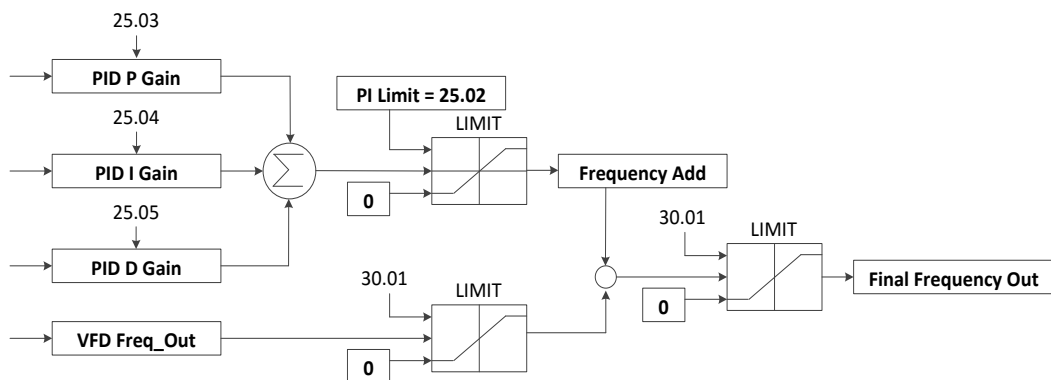 25.03
PID P Gain
25.04
PID I Gain
25.05
PID D Gain
VFD Freq_Out
Σ
PI Limit = 25.02
LIMIT
0
Frequency Add
30.01
LIMIT
0
30.01
LIMIT
0
Final Frequency Out